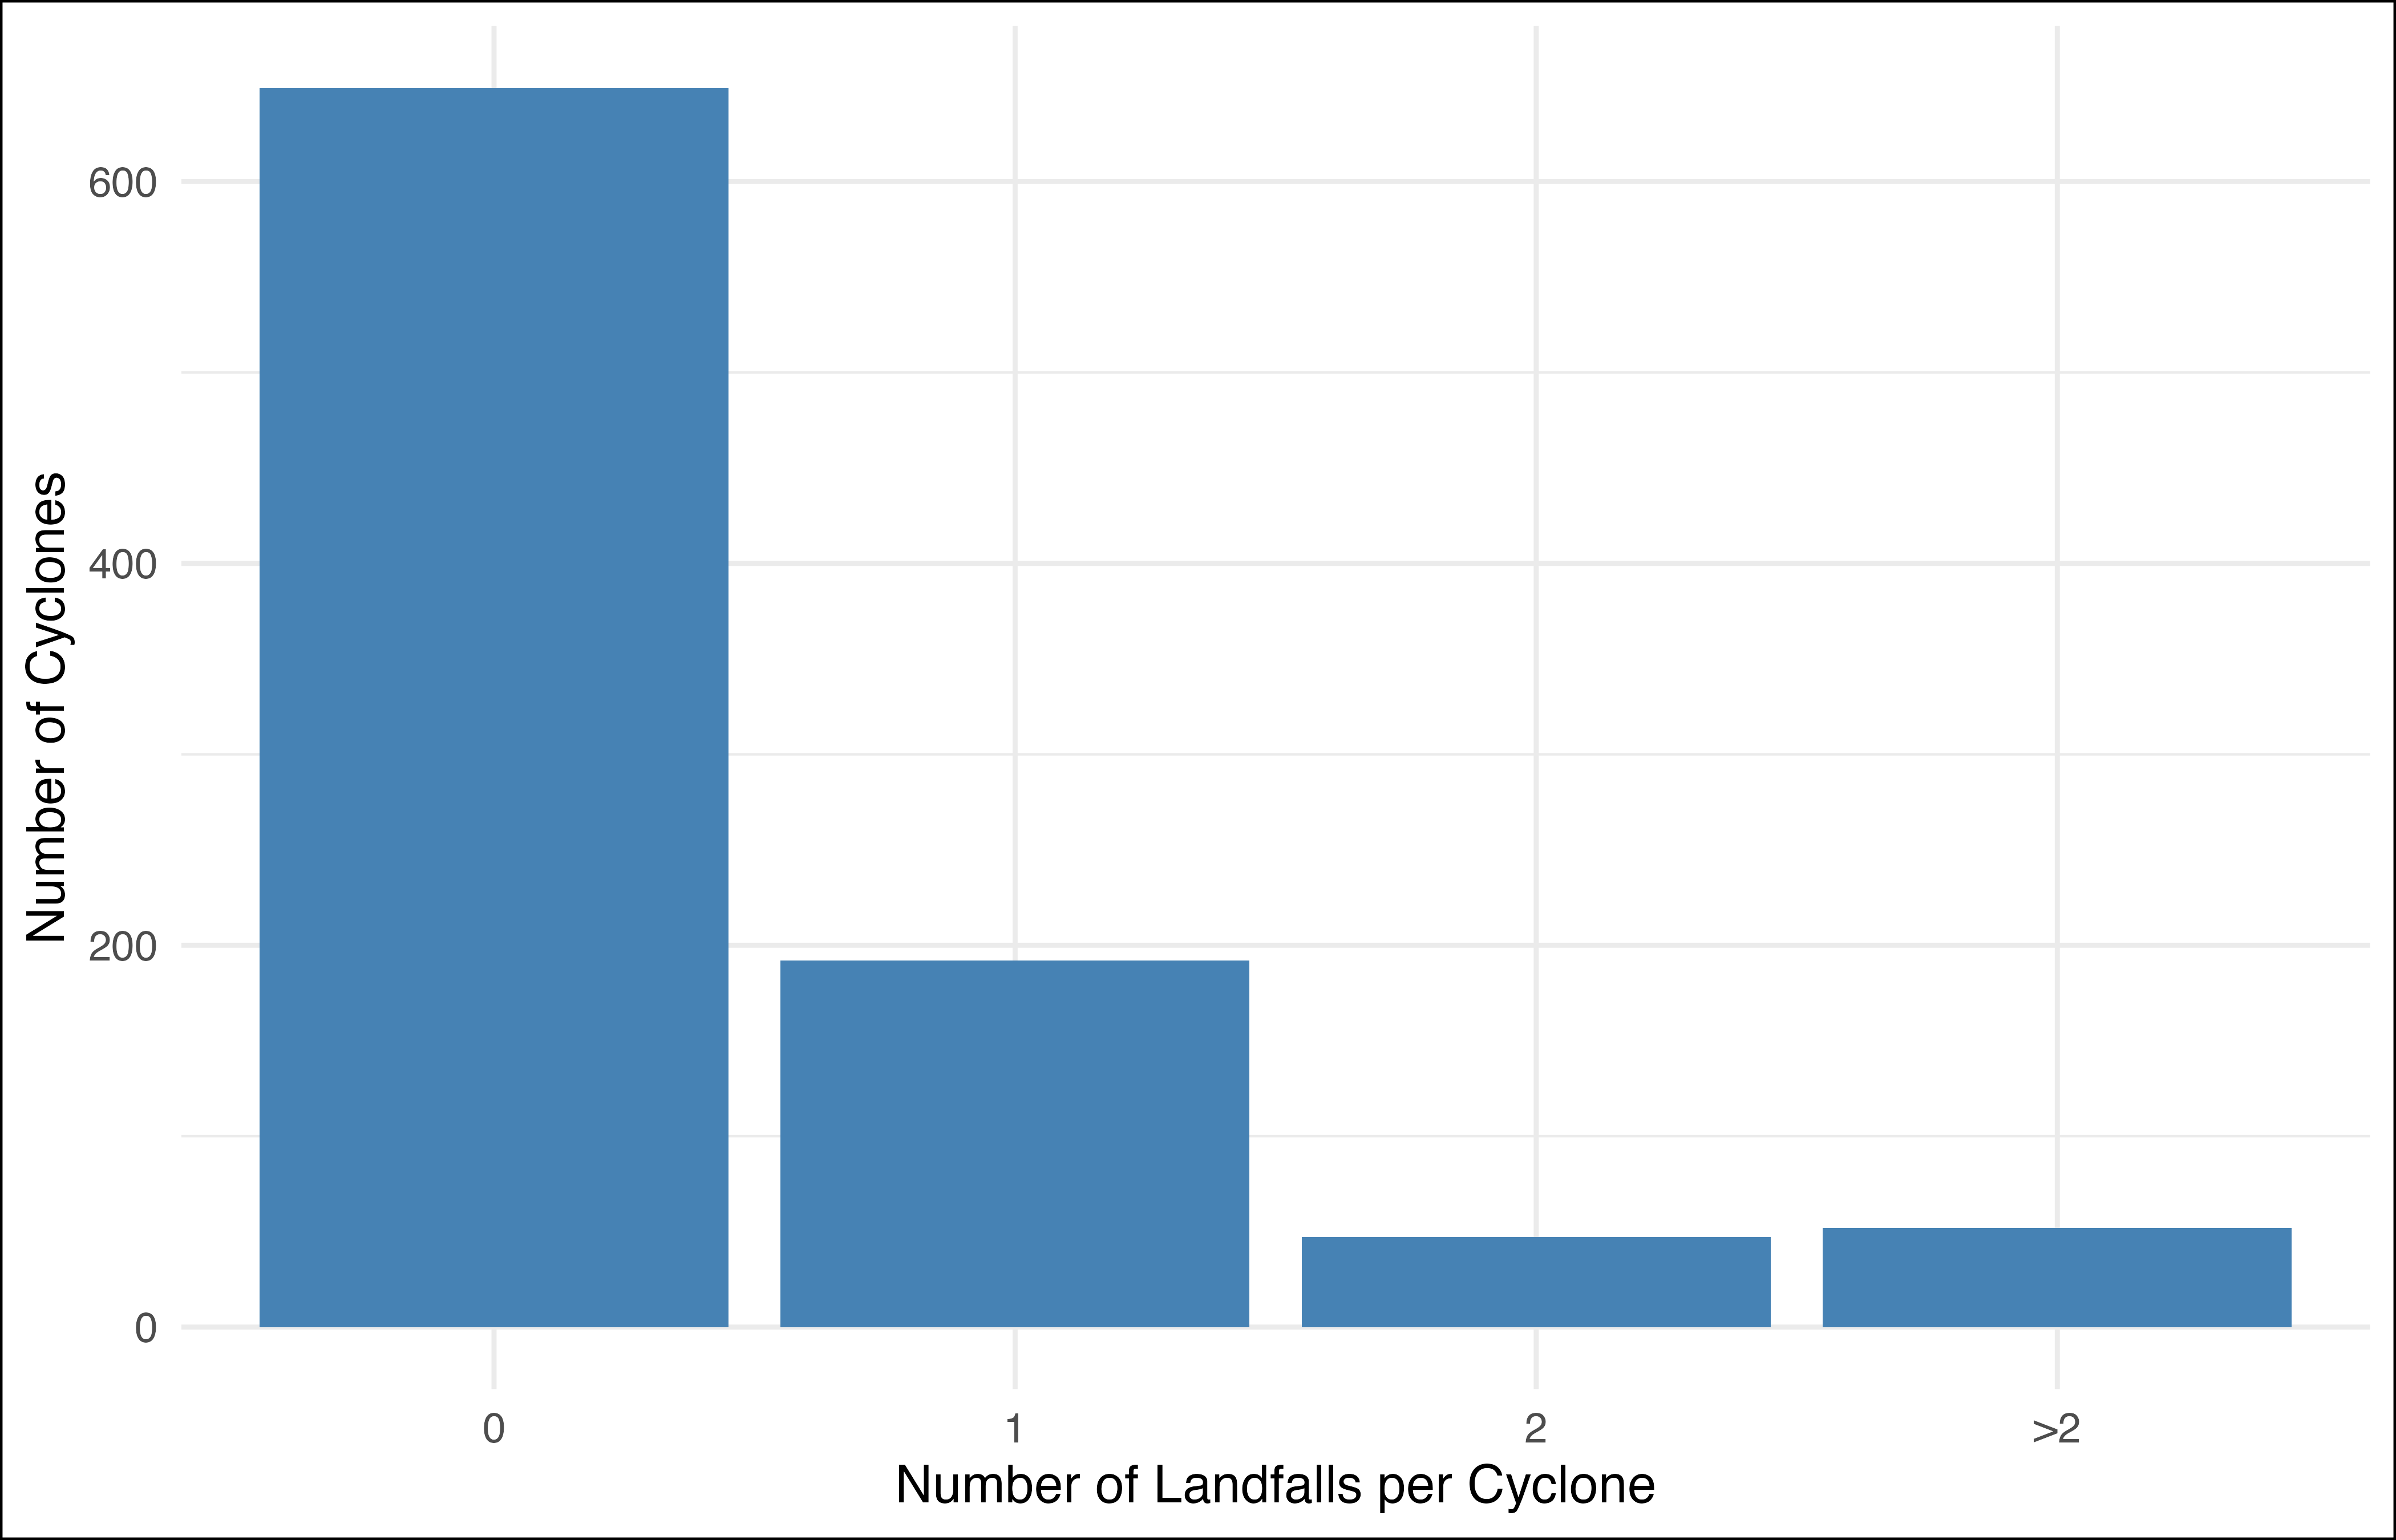 Number of Cyclones
600
400
200
0
0 1 2 >2
Number of Landfalls per Cyclone